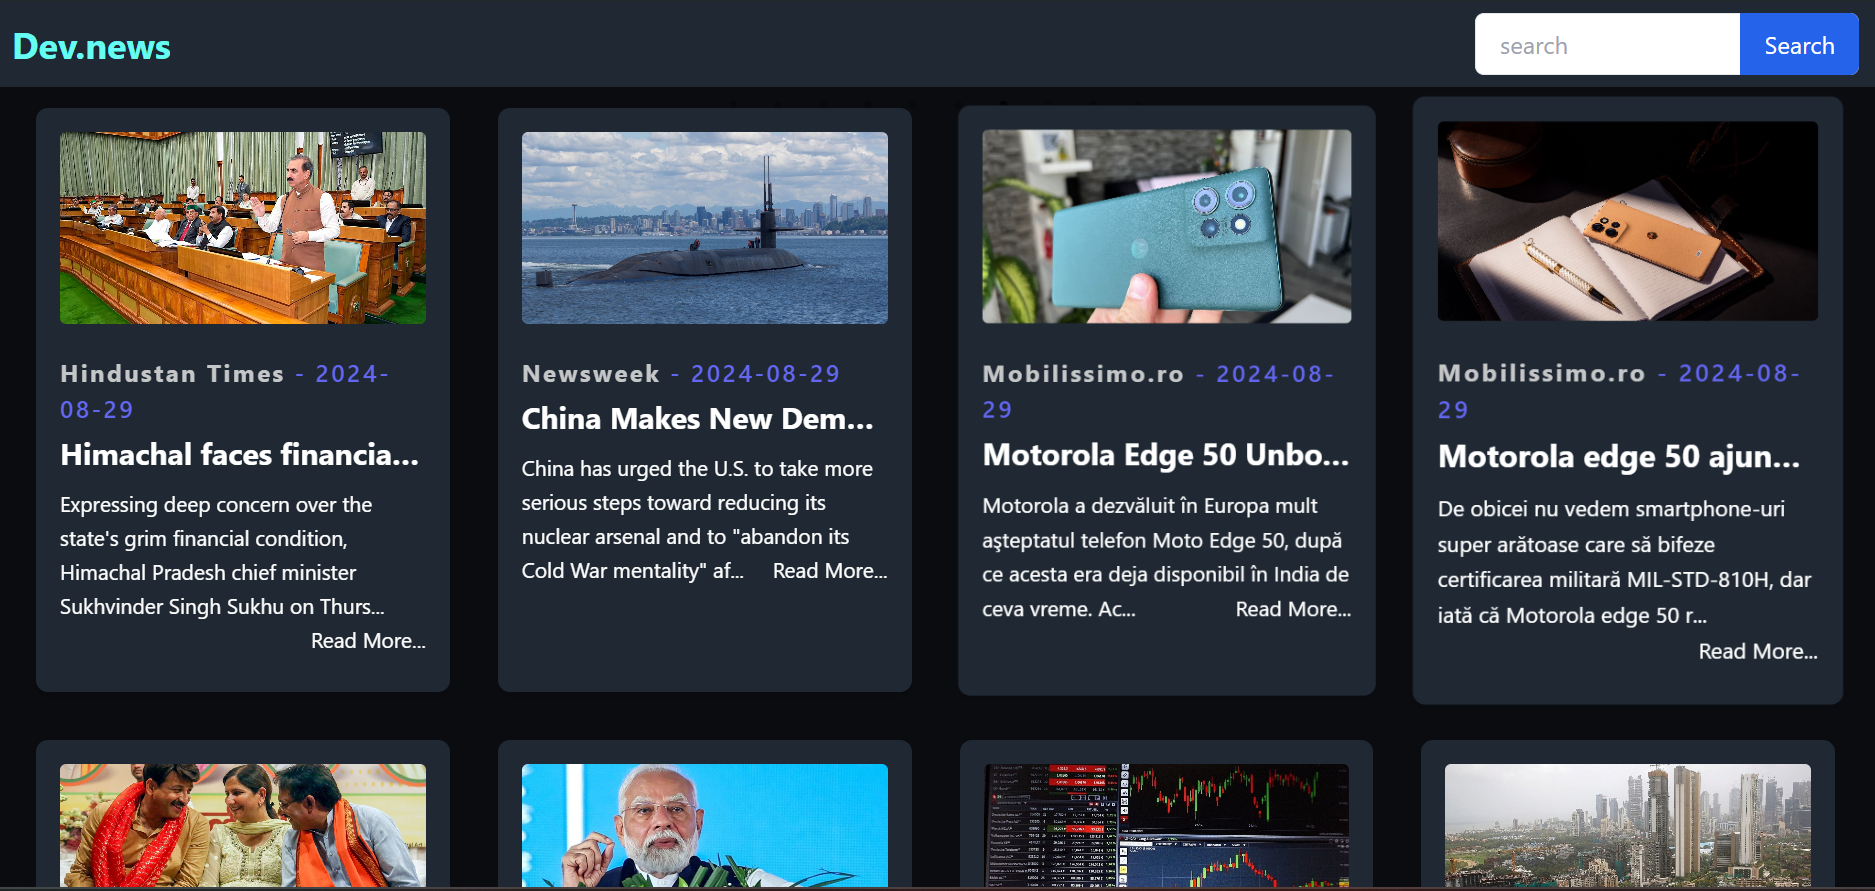 Dev.news
search
Search
Hindustan Times - 2024-
08-29
Himachal faces financia...
Expressing deep concern over the
state's grim financial condition,
Himachal Pradesh chief minister
Sukhvinder Singh Sukhu on Thurs...
Read More...
Newsweek - 2024-08-29
China Makes New Dem...
China has urged the U.S. to take more
serious steps toward reducing its
nuclear arsenal and to "abandon its
Cold War mentality" af...
Read More...
Mobilissimo.ro - 2024-08-
29
Motorola Edge 50 Unbo...
Motorola a dezvăluit în Europa mult
aşteptatul telefon Moto Edge 50, după
ce acesta era deja disponibil în India de
ceva vreme. Ac...
Read More...
Mobilissimo.ro - 2024-08-
29
Motorola edge 50 ajun...
De obicei nu vedem smartphone-uri
super arătoase care să bifeze
certificarea militară MIL-STD-810H, dar
iată că Motorola edge 50 r...
Read More...